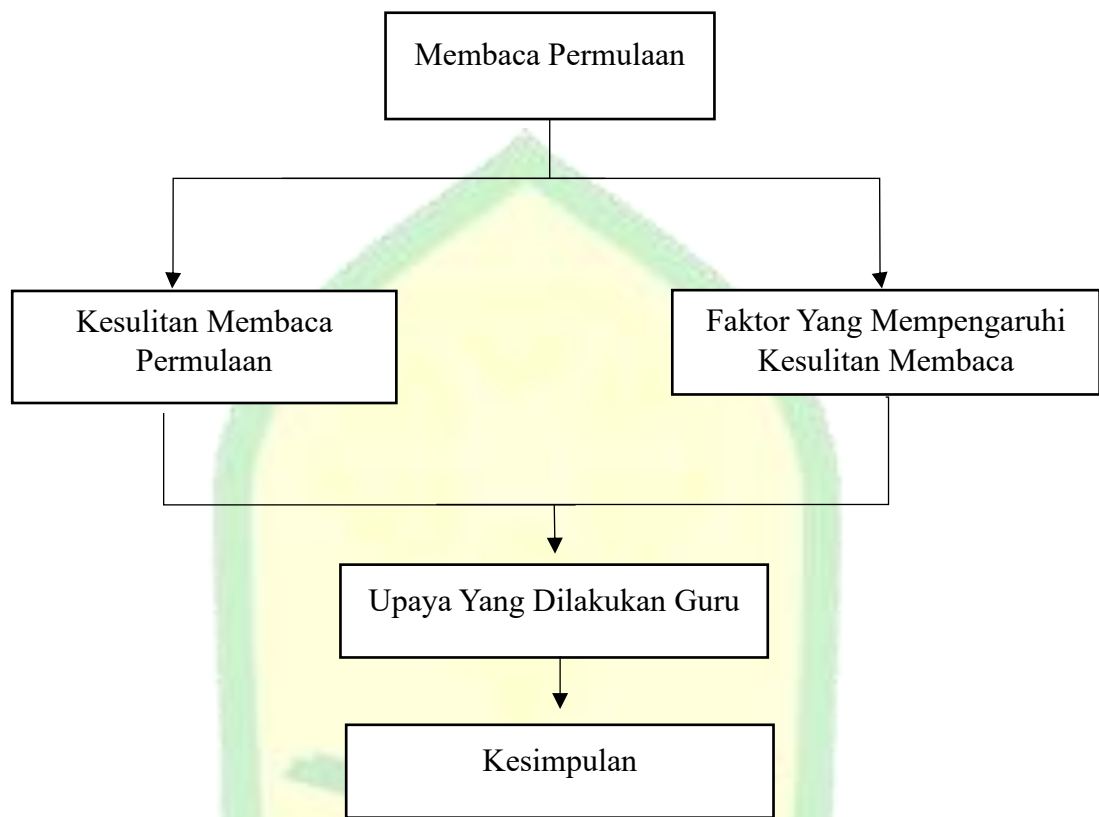 Membaca Permulaan
Kesulitan Membaca
Permulaan
Faktor Yang Mempengaruhi
Kesulitan Membaca
Upaya Yang Dilakukan Guru
Kesimpulan